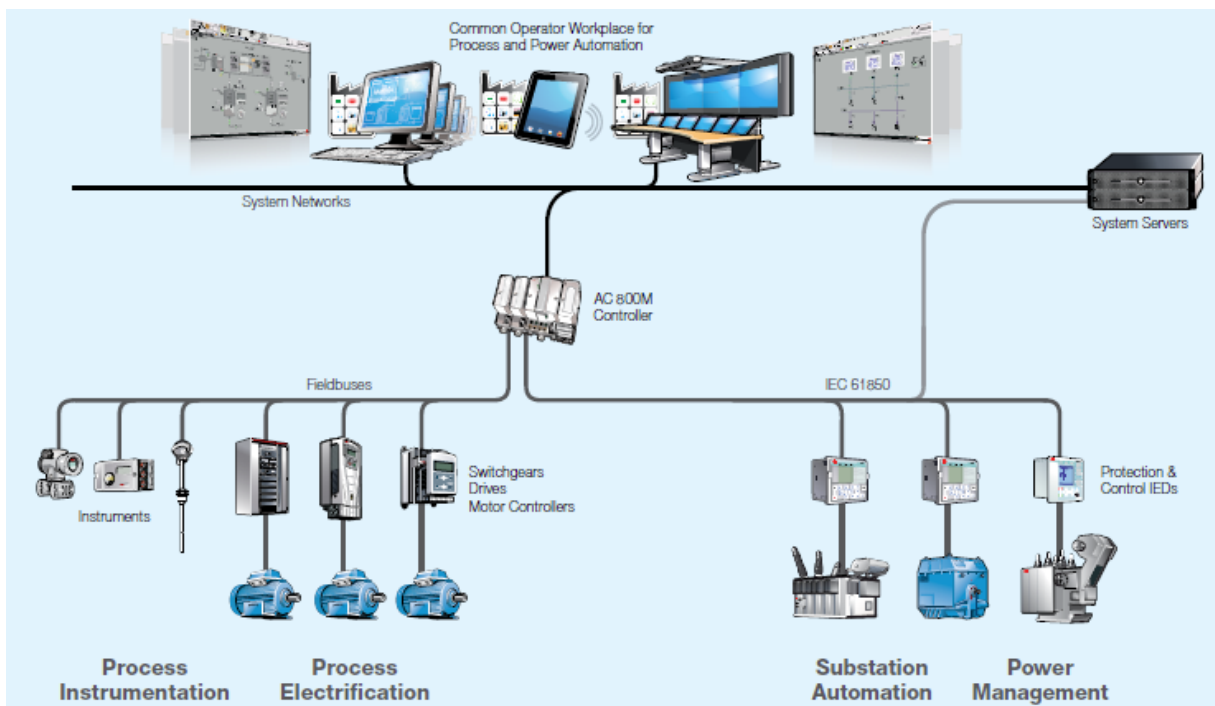 Common Operator Workplace for
Process and Power Automation
System Networks
System Servers
AC 800M
Controller
Fieldbuses
IEC 61850
Instruments
Switchgears
Drives
Motor Controllers
Protection &
Control IEDs
Process
Instrumentation
Process
Electrification
Substation
Automation
Power
Management